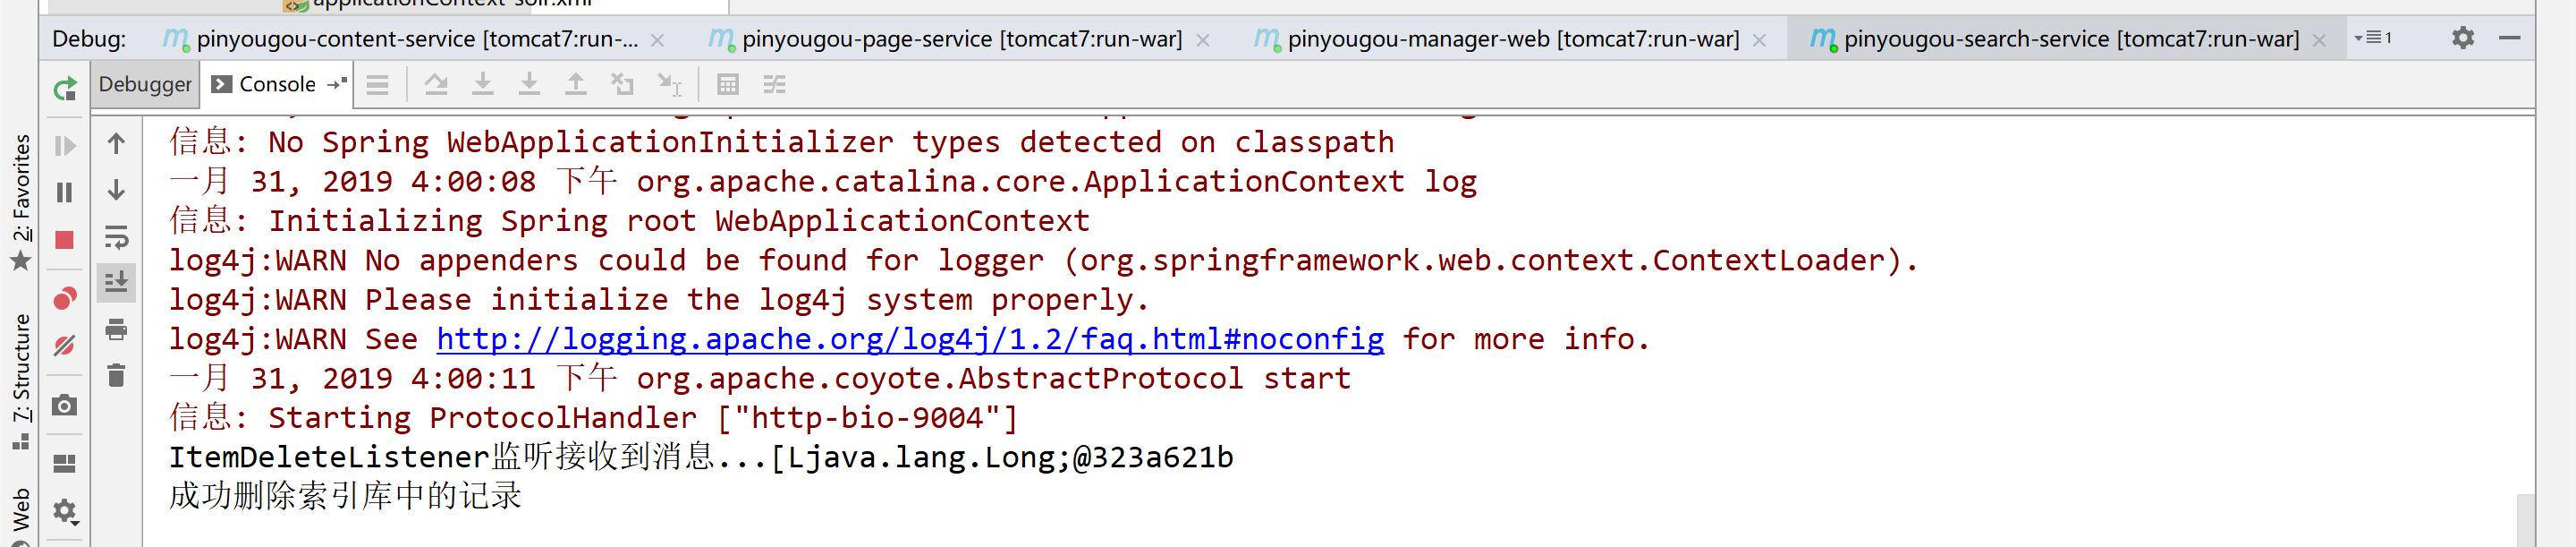 applicationContext-solr.xml
Debug: pinyougou-content-service [tomcat7:run-... pinyougou-page-service [tomcat7:run-war] pinyougou-manager-web [tomcat7:run-war] pinyougou-search-service [tomcat7:run-war] 1
Debugger Console
信息: No Spring WebApplicationInitializer types detected on classpath
一月 31, 2019 4:00:08 下午 org.apache.catalina.core.ApplicationContext log
信息: Initializing Spring root WebApplicationContext
log4j:WARN No appenders could be found for logger (org.springframework.web.context.ContextLoader).
log4j:WARN Please initialize the log4j system properly.
log4j:WARN See http://logging.apache.org/log4j/1.2/faq.html#noconfig for more info.
一月 31, 2019 4:00:11 下午 org.apache.coyote.AbstractProtocol start
信息: Starting ProtocolHandler ["http-bio-9004"]
ItemDeleteListener监听接收到消息...[Ljava.lang.Long;@323a621b
成功删除索引库中的记录
2: Favorites
7: Structure
Web